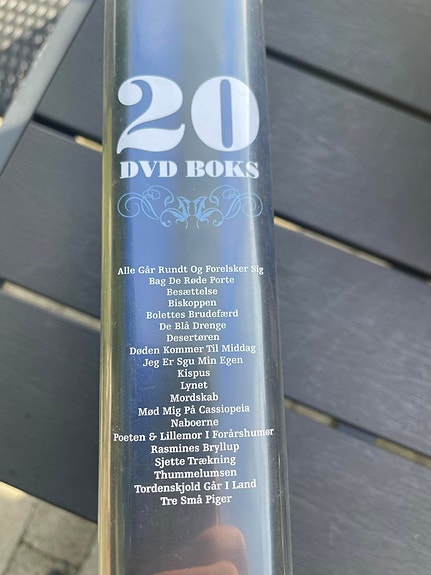 20
DVD BOKS
Alle Går Rundt Og Forelsker Sig
Bag De Røde Porte
Besættelse
Biskoppen
Bolettes Brudefærd
De Blå Drenge
Desertøren
Døden Kommer Til Middag
Jeg Er Sgu Min Egen
Kispus
Lynet
Mordskab
Mød Mig På Cassiopeia
Naboerne
Poeten & Lillemor I Forårshumør
Rasmines Bryllup
Sjette Trækning
Thummelumsen
Tordenskjold Går I Land
Tre Små Piger